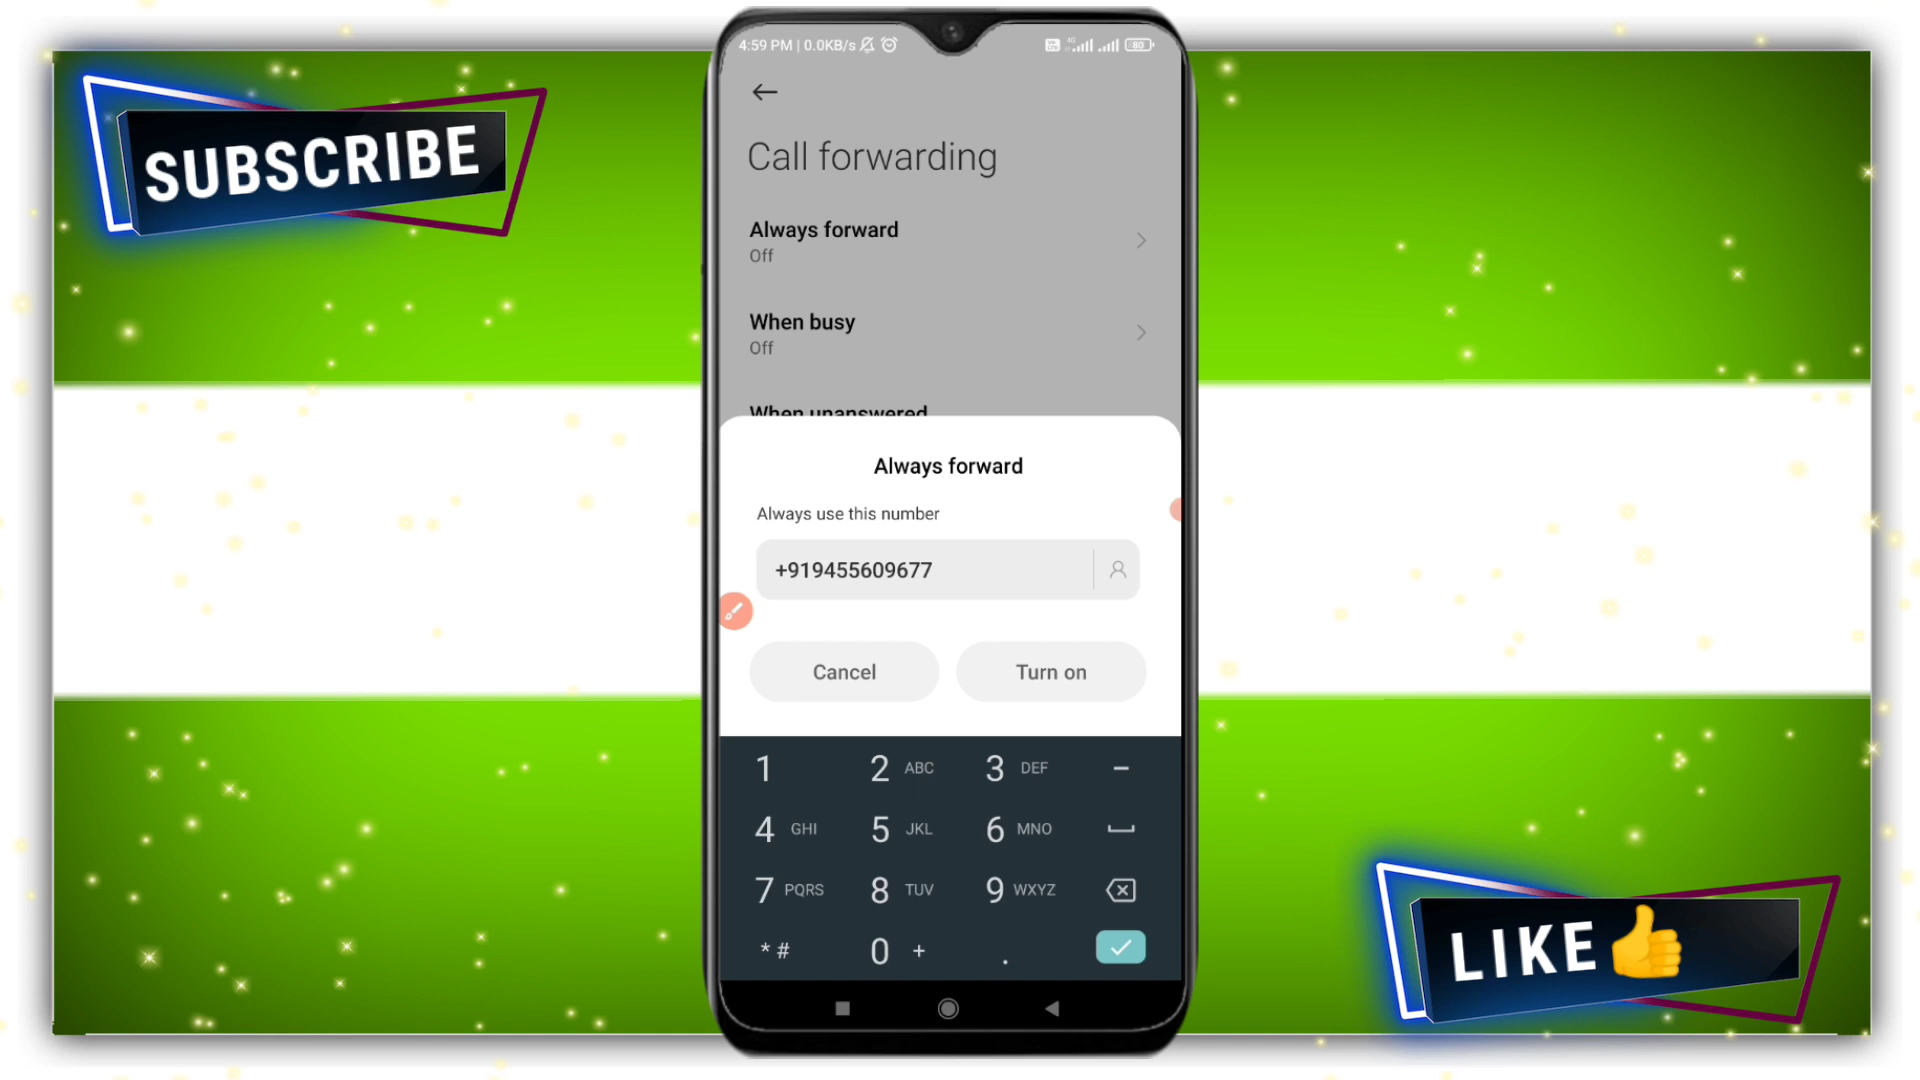 SUBSCRIBE
4:59 PM | 0.0KB/s
4G
80
Call forwarding
Always forward
Off
When busy
Off
When unanswered
Always forward
Always use this number
+919455609677
Cancel
Turn on
1 2 ABC 3 DEF -
4 GHI 5 JKL 6 MNO
7 PQRS 8 TUV 9 WXYZ
* # 0 + .
LIKE